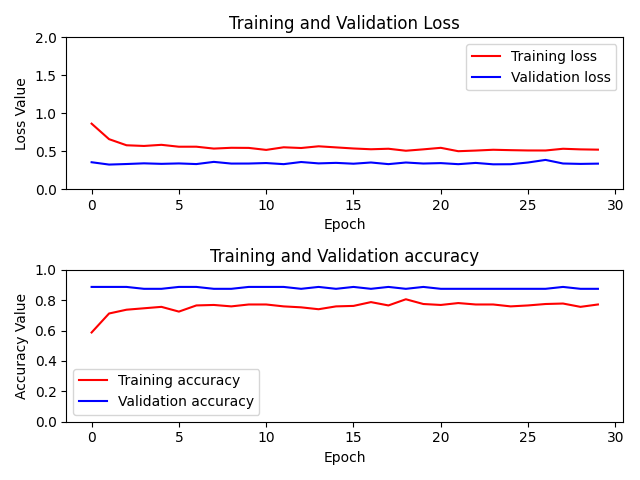 Training and Validation Loss
2.0
1.5
1.0
0.5
0.0
Loss Value
Training loss
Validation loss
0 5 10 15 20 25 30
Epoch
Training and Validation accuracy
1.0
0.8
0.6
0.4
0.2
0.0
Accuracy Value
Training accuracy
Validation accuracy
0 5 10 15 20 25 30
Epoch